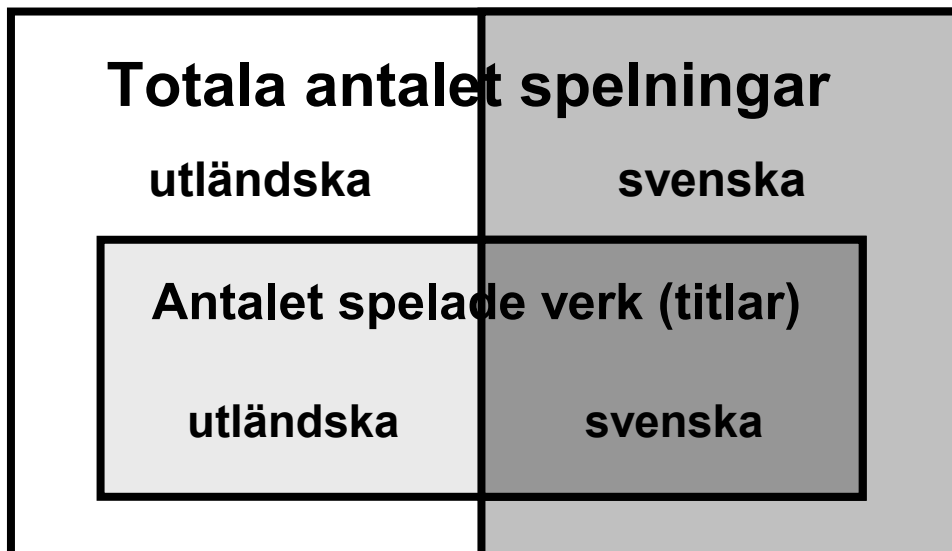 Totala antalet spelningar
utländska svenska
Antalet spelade verk (titlar)
utländska svenska